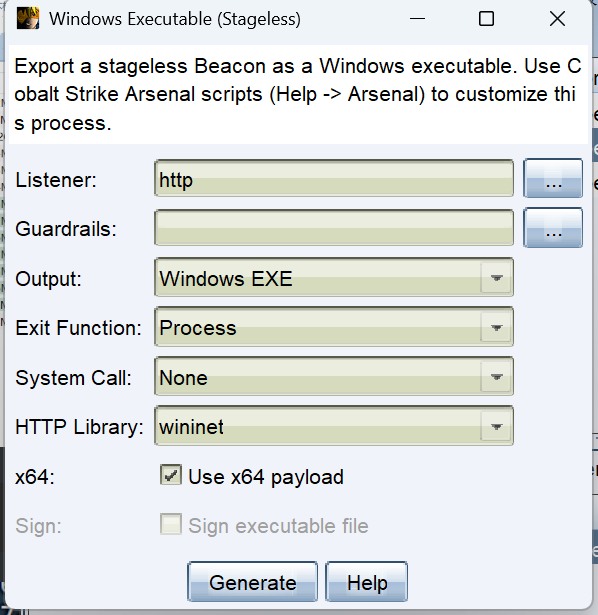 Windows Executable (Stageless)
Export a stageless Beacon as a Windows executable. Use C
obalt Strike Arsenal scripts (Help -> Arsenal) to customize thi
s process.
Listener: http ...
Guardrails: ...
Output: Windows EXE
Exit Function: Process
System Call: None
HTTP Library: wininet
x64: Use x64 payload
Sign: Sign executable file
Generate Help